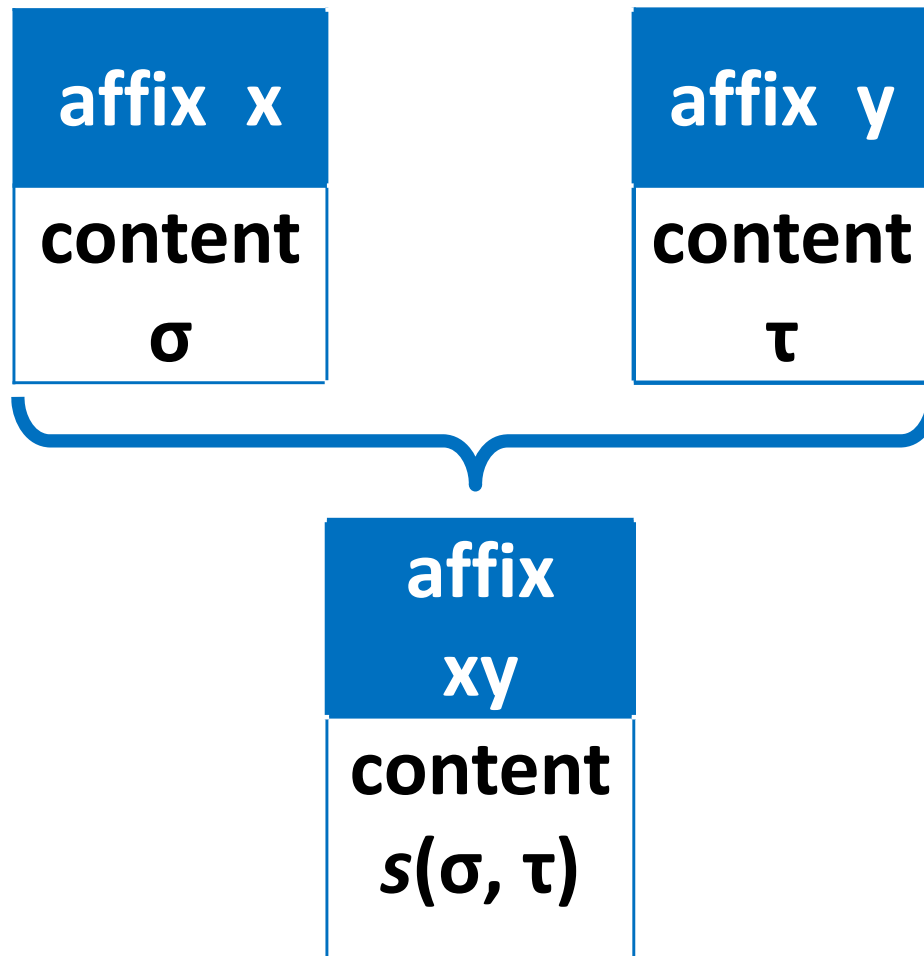 affix x
content
σ
affix y
content
τ
affix
xy
content
s(σ, τ)